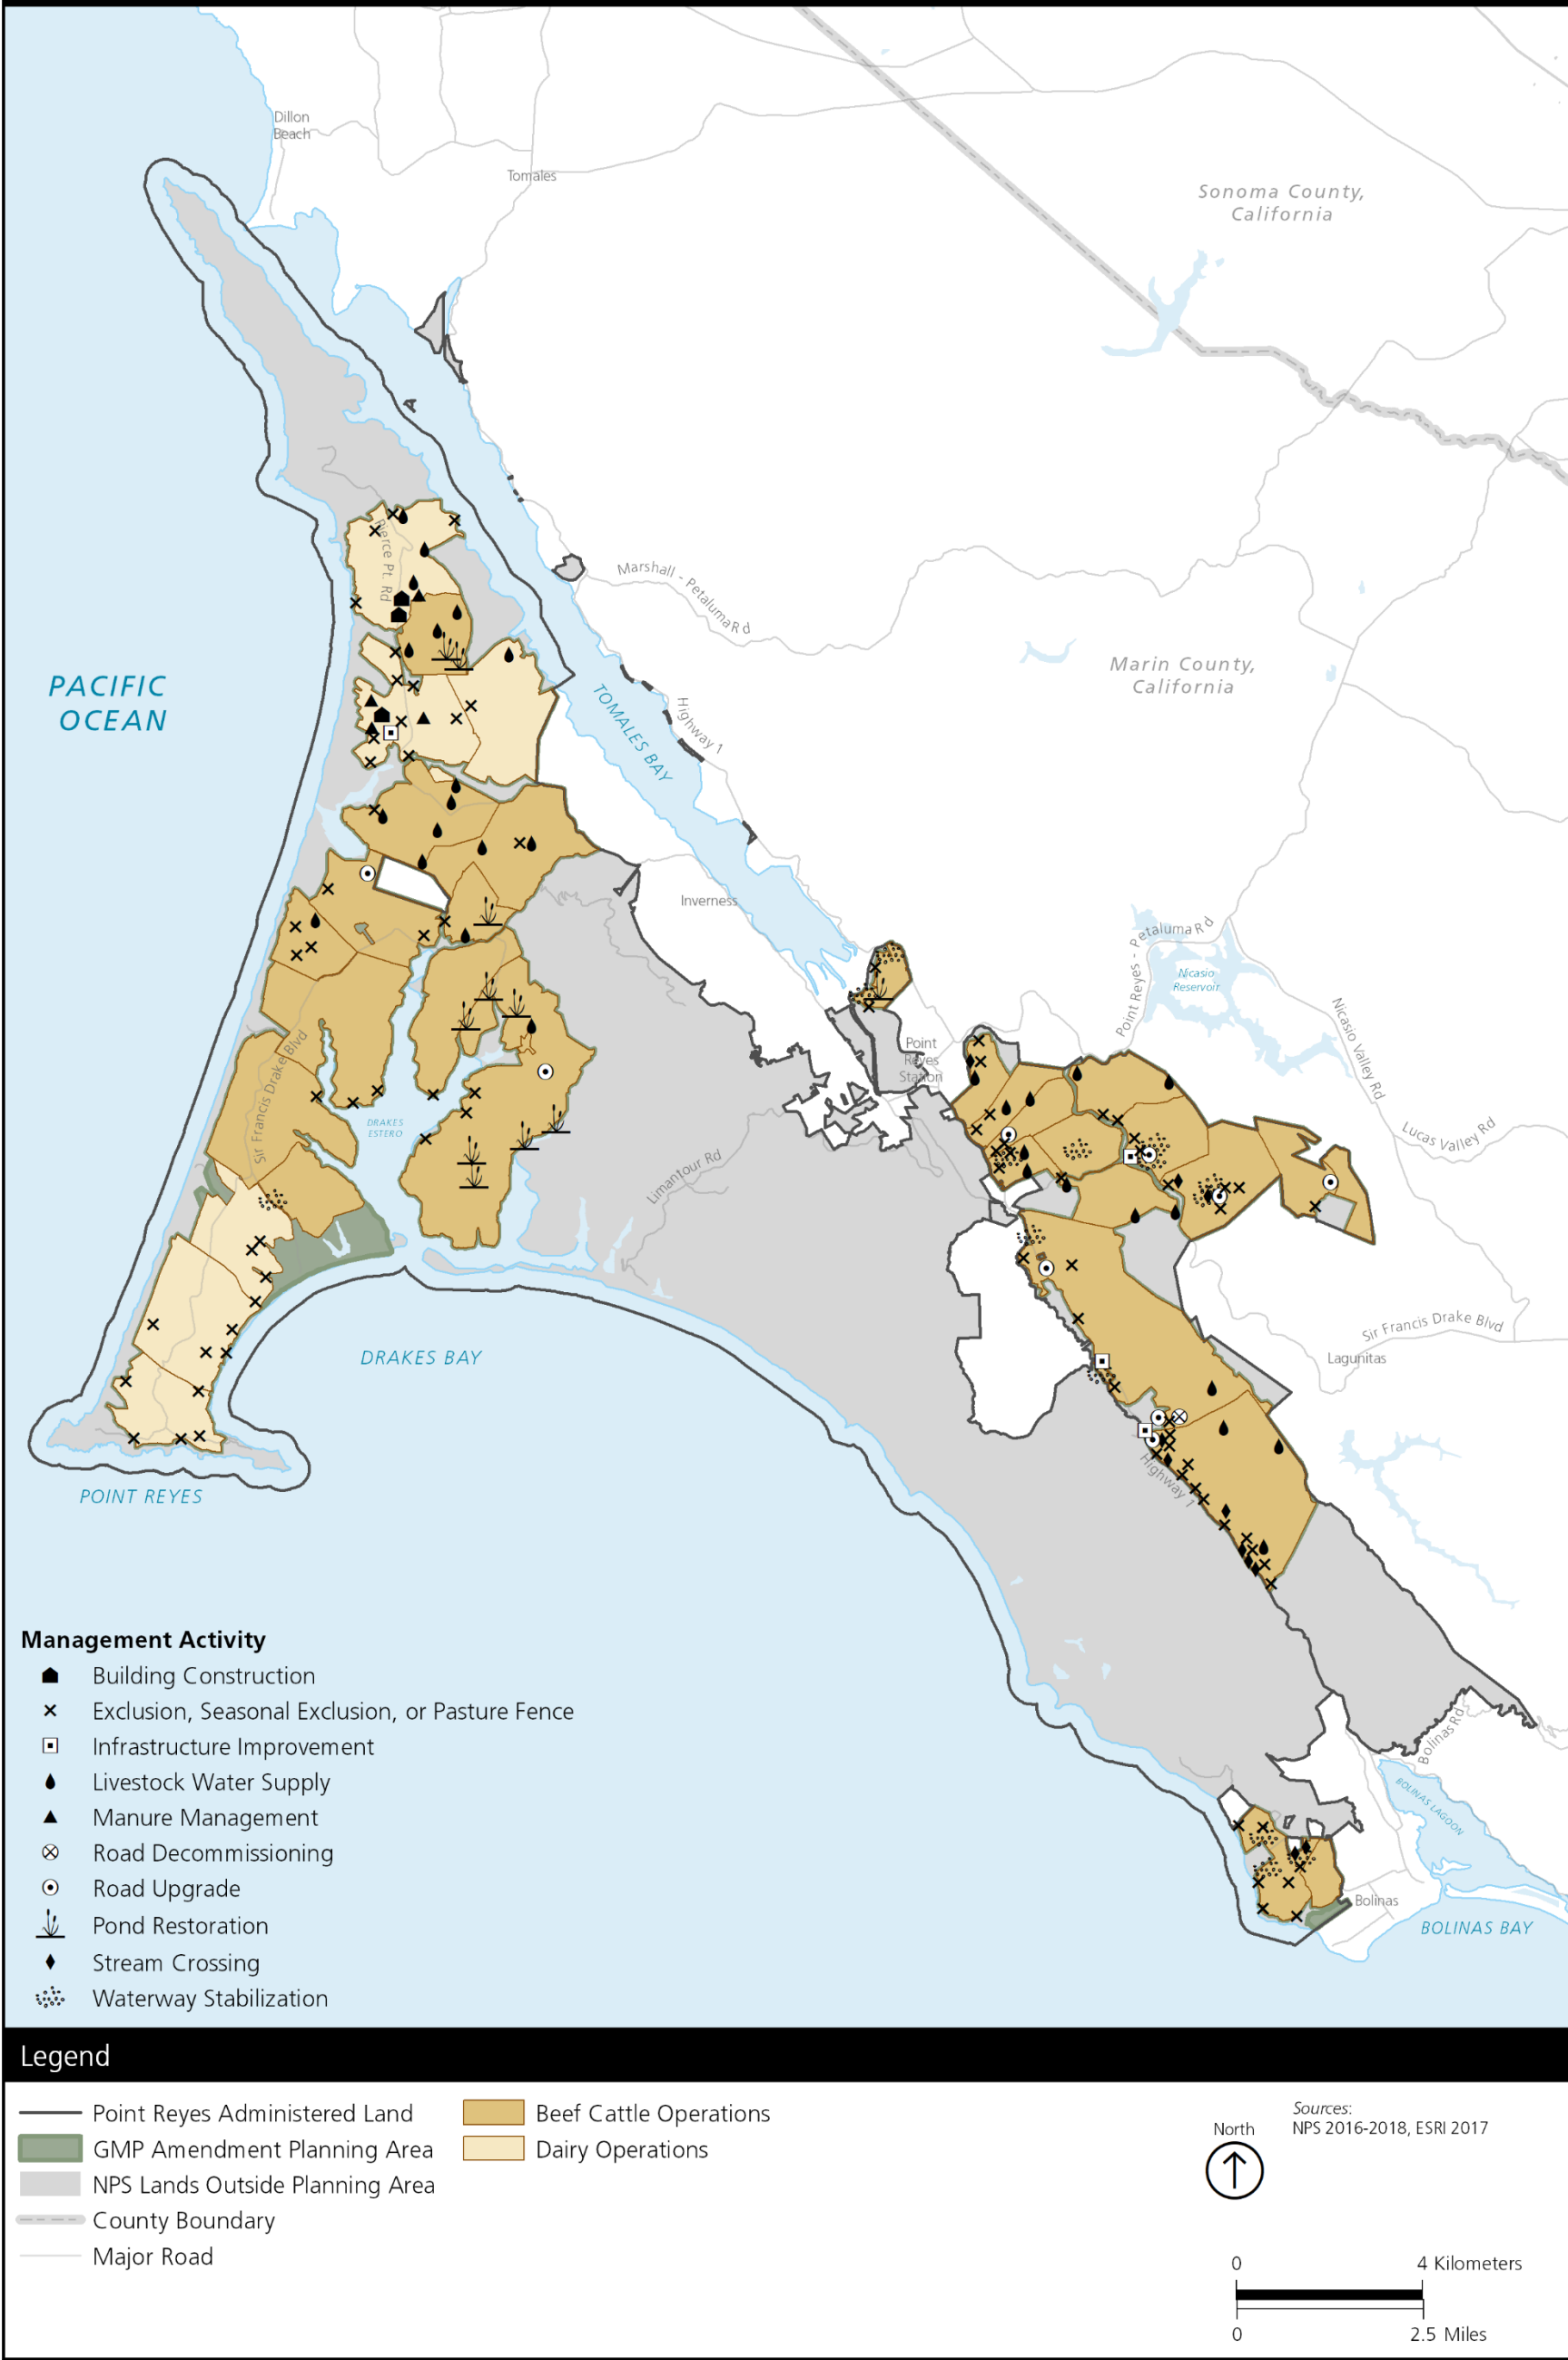 Dillon
Beach
Tomales
Sonoma County,
California
Pierce Pt. Rd
Marshall - Petaluma Rd
PACIFIC
OCEAN
Marin County,
California
TOMALES BAY
Highway 1
Inverness
Point Reyes - Petaluma Rd
Nicasio
Reservoir
Nicasio Valley Rd
Point
Reyes
Station
Sir Francis Drake Blvd
DRAKES
ESTERO
Lucas Valley Rd
Limantour Rd
Sir Francis Drake Blvd
Lagunitas
DRAKES BAY
Highway 1
POINT REYES
Bolinas Rd
BOLINAS LAGOON
Bolinas
BOLINAS BAY
Management Activity
Building Construction
Exclusion, Seasonal Exclusion, or Pasture Fence
Infrastructure Improvement
Livestock Water Supply
Manure Management
Road Decommissioning
Road Upgrade
Pond Restoration
Stream Crossing
Waterway Stabilization
Legend
Point Reyes Administered Land
GMP Amendment Planning Area
NPS Lands Outside Planning Area
County Boundary
Major Road
Beef Cattle Operations
Dairy Operations
North
Sources:
NPS 2016-2018, ESRI 2017
0 4 Kilometers
0 2.5 Miles